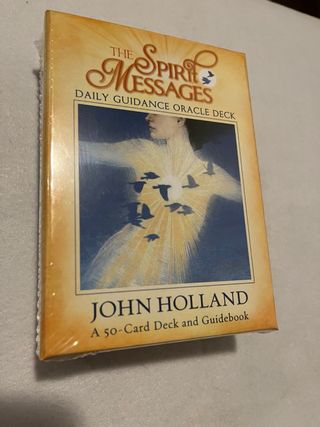 THE SPIRIT
MESSAGES
DAILY GUIDANCE ORACLE DECK
JOHN HOLLAND
A 50-Card Deck and Guidebook